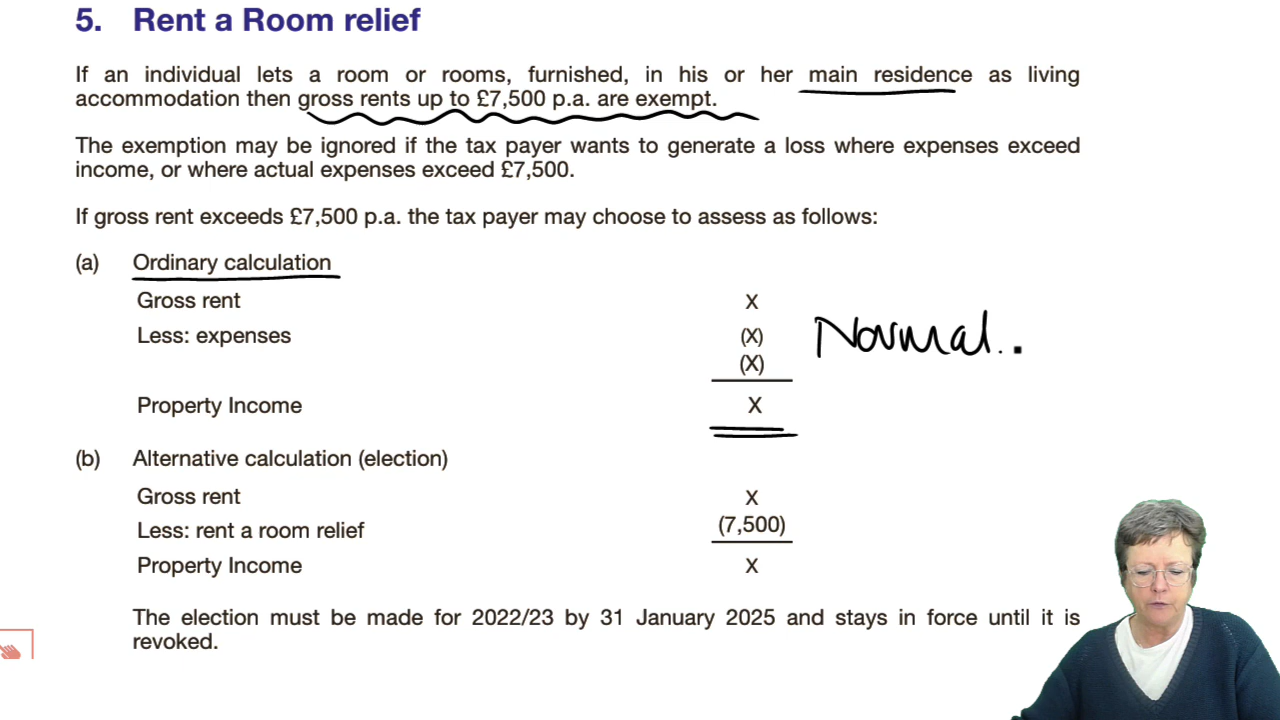 5. Rent a Room relief
If an individual lets a room or rooms, furnished, in his or her main residence as living
accommodation then gross rents up to £7,500 p.a. are exempt.
The exemption may be ignored if the tax payer wants to generate a loss where expenses exceed
income, or where actual expenses exceed £7,500.
If gross rent exceeds £7,500 p.a. the tax payer may choose to assess as follows:
(a) Ordinary calculation
Gross rent X
Less: expenses (X)
(X)
Normal.
Property Income X
(b) Alternative calculation (election)
Gross rent X
Less: rent a room relief (7,500)
Property Income X
The election must be made for 2022/23 by 31 January 2025 and stays in force until it is
revoked.